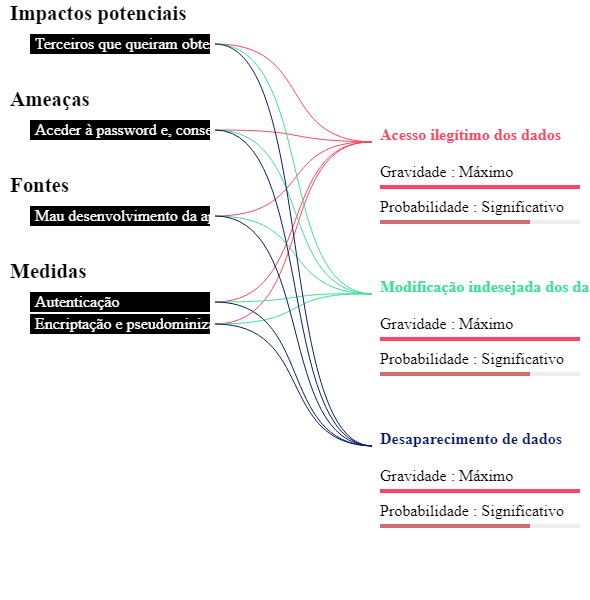 Impactos potenciais
Terceiros que queiram obte
Ameaças
Aceder à password e, conse
Fontes
Mau desenvolvimento da a
Medidas
Autenticação
Encriptação e pseudominiza
Acesso ilegítimo dos dados
Gravidade : Máximo
Probabilidade : Significativo
Modificação indesejada dos da
Gravidade : Máximo
Probabilidade : Significativo
Desaparecimento de dados
Gravidade : Máximo
Probabilidade : Significativo